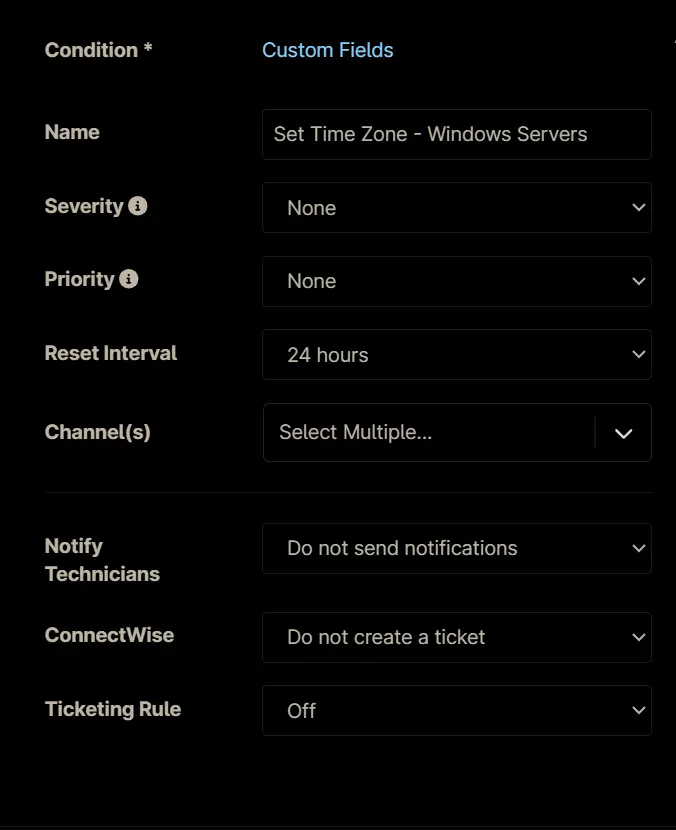 Condition * Custom Fields
Name Set Time Zone - Windows Servers
Severity None
Priority None
Reset Interval 24 hours
Channel(s) Select Multiple...
Notify
Technicians Do not send notifications
ConnectWise Do not create a ticket
Ticketing Rule Off